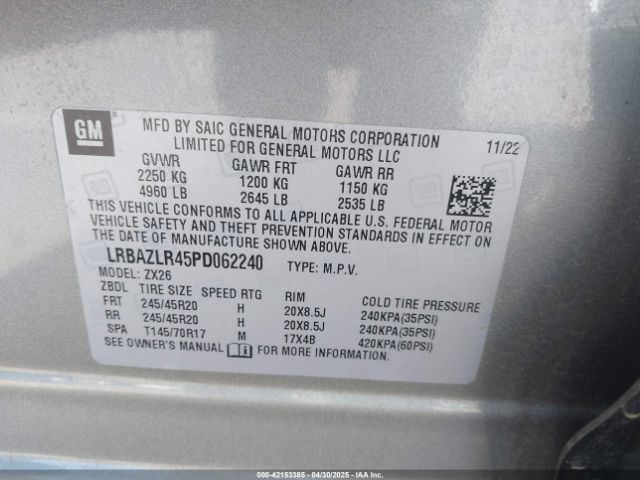 GM
MFD BY SAIC GENERAL MOTORS CORPORATION 11/22
LIMITED FOR GENERAL MOTORS LLC
GVWR GAWR FRT GAWR RR
2250 KG 1200 KG 1150 KG
4960 LB 2645 LB 2535 LB
THIS VEHICLE CONFORMS TO ALL APPLICABLE U.S. FEDERAL MOTOR
VEHICLE SAFETY AND THEFT PREVENTION STANDARDS IN EFFECT ON
THE DATE OF MANUFACTURE SHOWN ABOVE.
LRBAZLR45PD062240 TYPE: M.P.V.
MODEL: ZX26
ZBDL TIRE SIZE SPEED RTG RIM COLD TIRE PRESSURE
FRT 245/45R20 H 20X8.5J 240KPA(35PSI)
RR 245/45R20 H 20X8.5J 240KPA(35PSI)
SPA T145/70R17 M 17X4B 420KPA(60PSI)
SEE OWNER'S MANUAL FOR MORE INFORMATION.
000-42153385 - 04/30/2025 - IAAI.COM